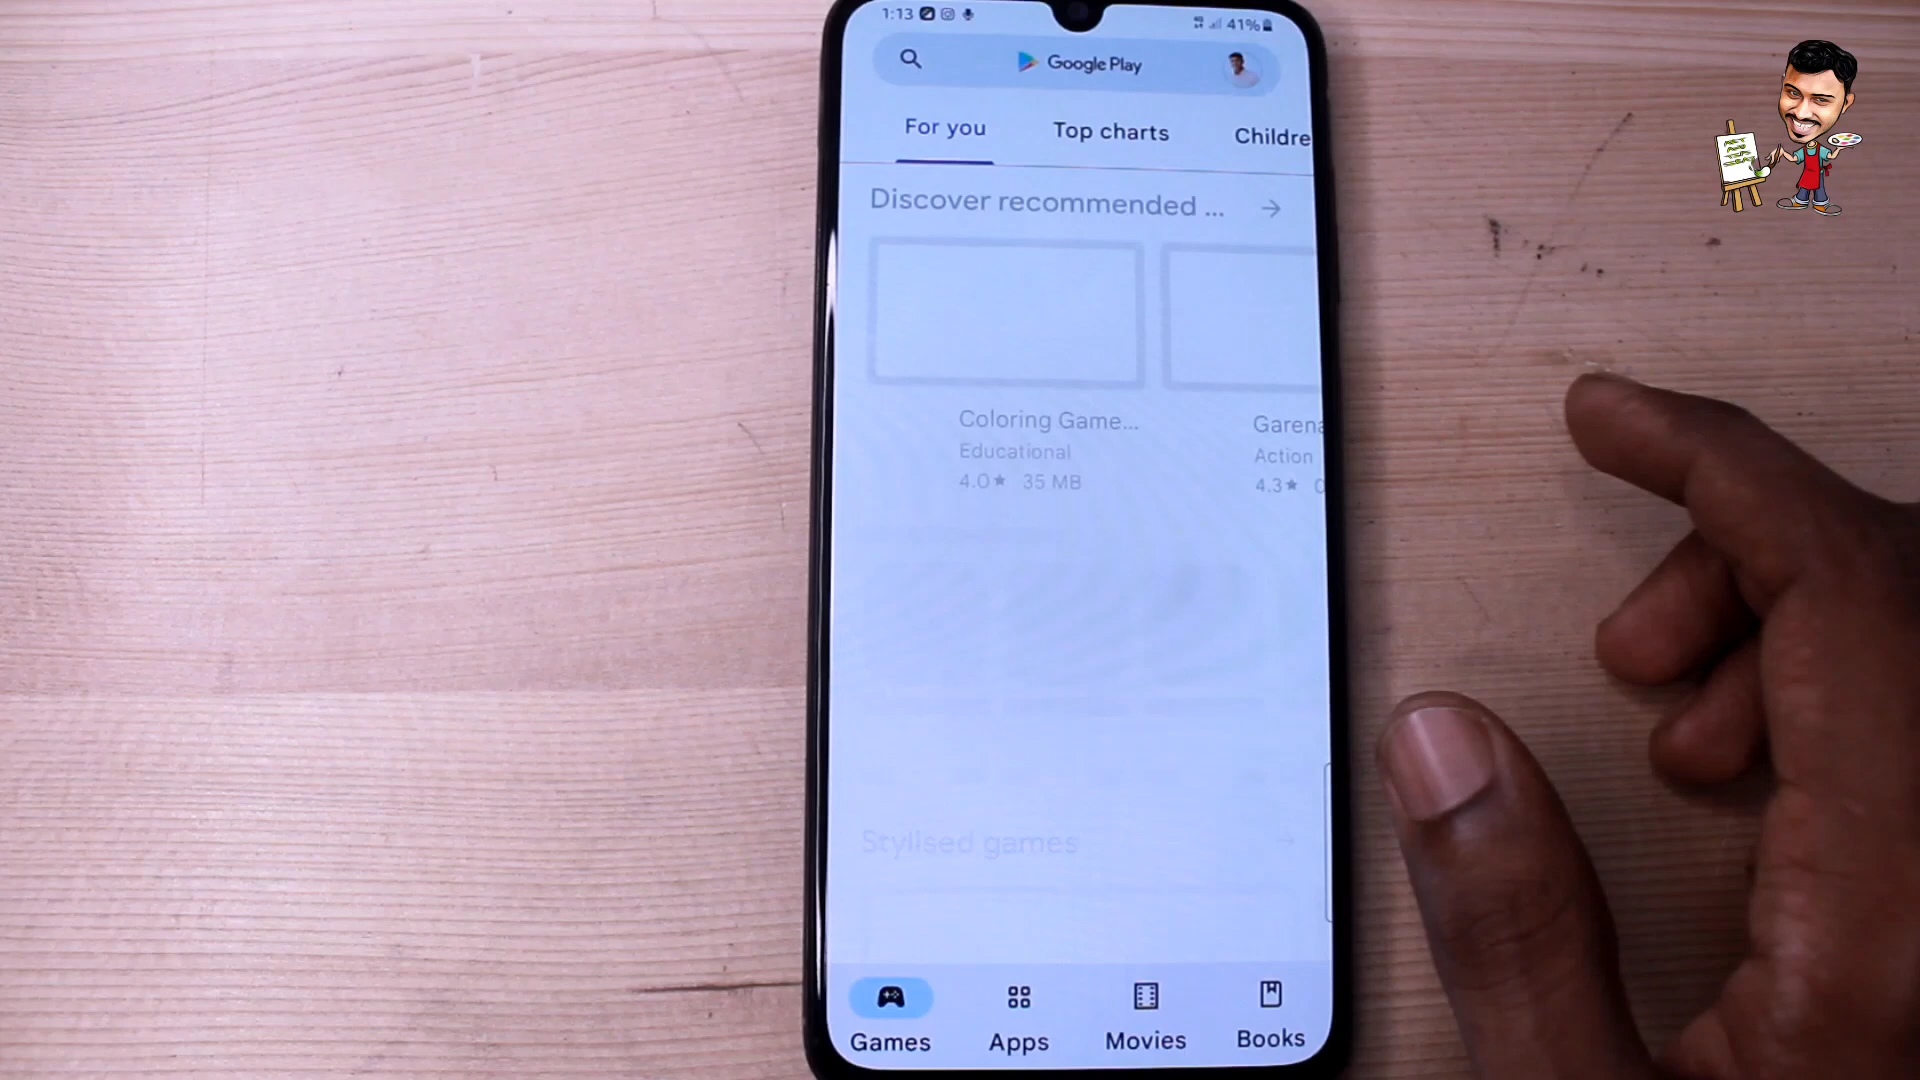 1:13
41%
Google Play
For you
Top charts
Childre
Discover recommended ...
Coloring Game...
Educational
4.0★ 35 MB
Garena
Action
4.3★
Stylised games
Games
Apps
Movies
Books